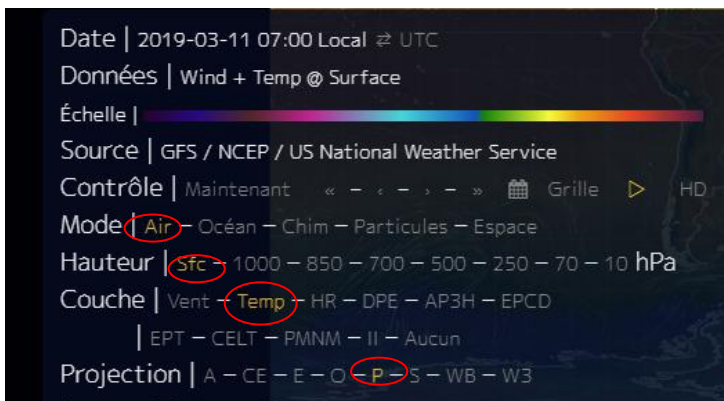 Date | 2019-03-11 07:00 Local ⇄ UTC
Données | Wind + Temp @ Surface
Échelle |
Source | GFS / NCEP / US National Weather Service
Contrôle | Maintenant « – ‹ – › – » Grille ▷ HD
Mode | Air – Océan – Chim – Particules – Espace
Hauteur | Sfc – 1000 – 850 – 700 – 500 – 250 – 70 – 10 hPa
Couche | Vent – Temp – HR – DPE – AP3H – EPCD
| EPT – CELT – PMNM – II – Aucun
Projection | A – CE – E – O – P – S – WB – W3